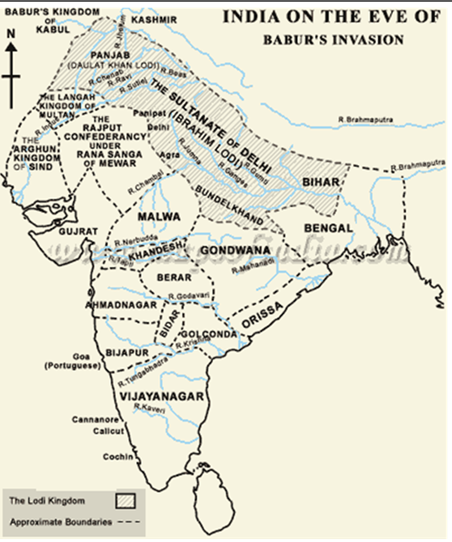 INDIA ON THE EVE OF
BABUR'S INVASION
BABUR'S KINGDOM
OF
KABUL
KASHMIR
N
R.Jhelum
PANJAB
(DAULAT KHAN LODI)
R.Chenab
R.Ravi
R.Beas
R.Sutlej
THE LANGAH
KINGDOM OF
MULTAN
R.Indus
THE
ARGHUN
KINGDOM
OF SIND
THE
RAJPUT
CONFEDERANCY
UNDER
RANA SANGA
OF MEWAR
Panipat
Delhi
Agra
THE SULTANATE OF DELHI
(IBRAHIM LODI)
R.Jumna
R.Ganges
R.Brahmaputra
R.Brahmaputra
BIHAR
BUNDELKHAND
R.Chambal
MALWA
BENGAL
GUJRAT
R.Narbudda
KHANDESH
R.Tapti
GONDWANA
R.Mahanadi
BERAR
R.Godavari
AHMADNAGAR
BIDAR
GOLCONDA
ORISSA
BIJAPUR
R.Krishna
Goa
(Portuguese)
R.Tungabhadra
VIJAYANAGAR
R.Kaveri
Cannanore
Calicut
Cochin
The Lodi Kingdom
Approximate Boundaries